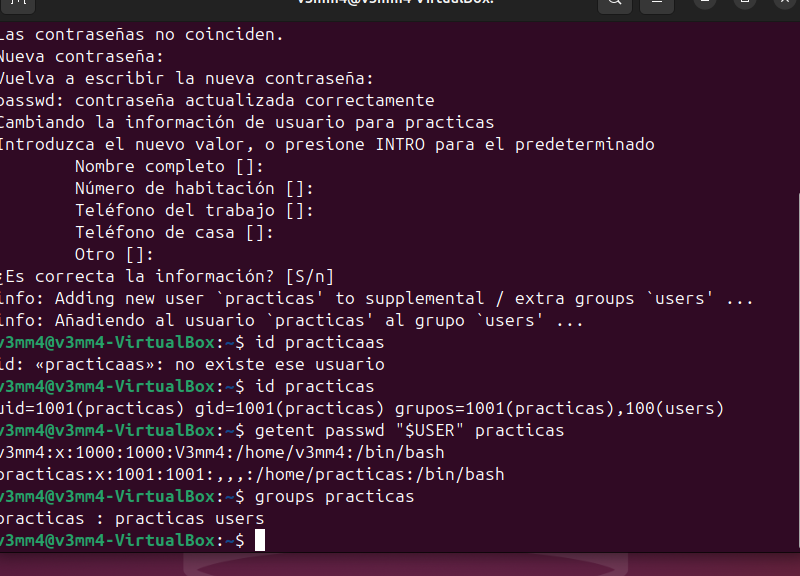 v3mm4@v3mm4-VirtualBox:
Las contraseñas no coinciden.
Nueva contraseña:
Vuelva a escribir la nueva contraseña:
passwd: contraseña actualizada correctamente
Cambiando la información de usuario para practicas
Introduzca el nuevo valor, o presione INTRO para el predeterminado
Nombre completo []:
Número de habitación []:
Teléfono del trabajo []:
Teléfono de casa []:
Otro []:
¿Es correcta la información? [S/n]
info: Adding new user `practicas' to supplemental / extra groups `users' ...
info: Añadiendo al usuario `practicas' al grupo `users' ...
v3mm4@v3mm4-VirtualBox:~$ id practicaas
id: «practicaas»: no existe ese usuario
v3mm4@v3mm4-VirtualBox:~$ id practicas
uid=1001(practicas) gid=1001(practicas) grupos=1001(practicas),100(users)
v3mm4@v3mm4-VirtualBox:~$ getent passwd "$USER" practicas
v3mm4:x:1000:1000:V3mm4:/home/v3mm4:/bin/bash
practicas:x:1001:1001:,,,:/home/practicas:/bin/bash
v3mm4@v3mm4-VirtualBox:~$ groups practicas
practicas : practicas users
v3mm4@v3mm4-VirtualBox:~$